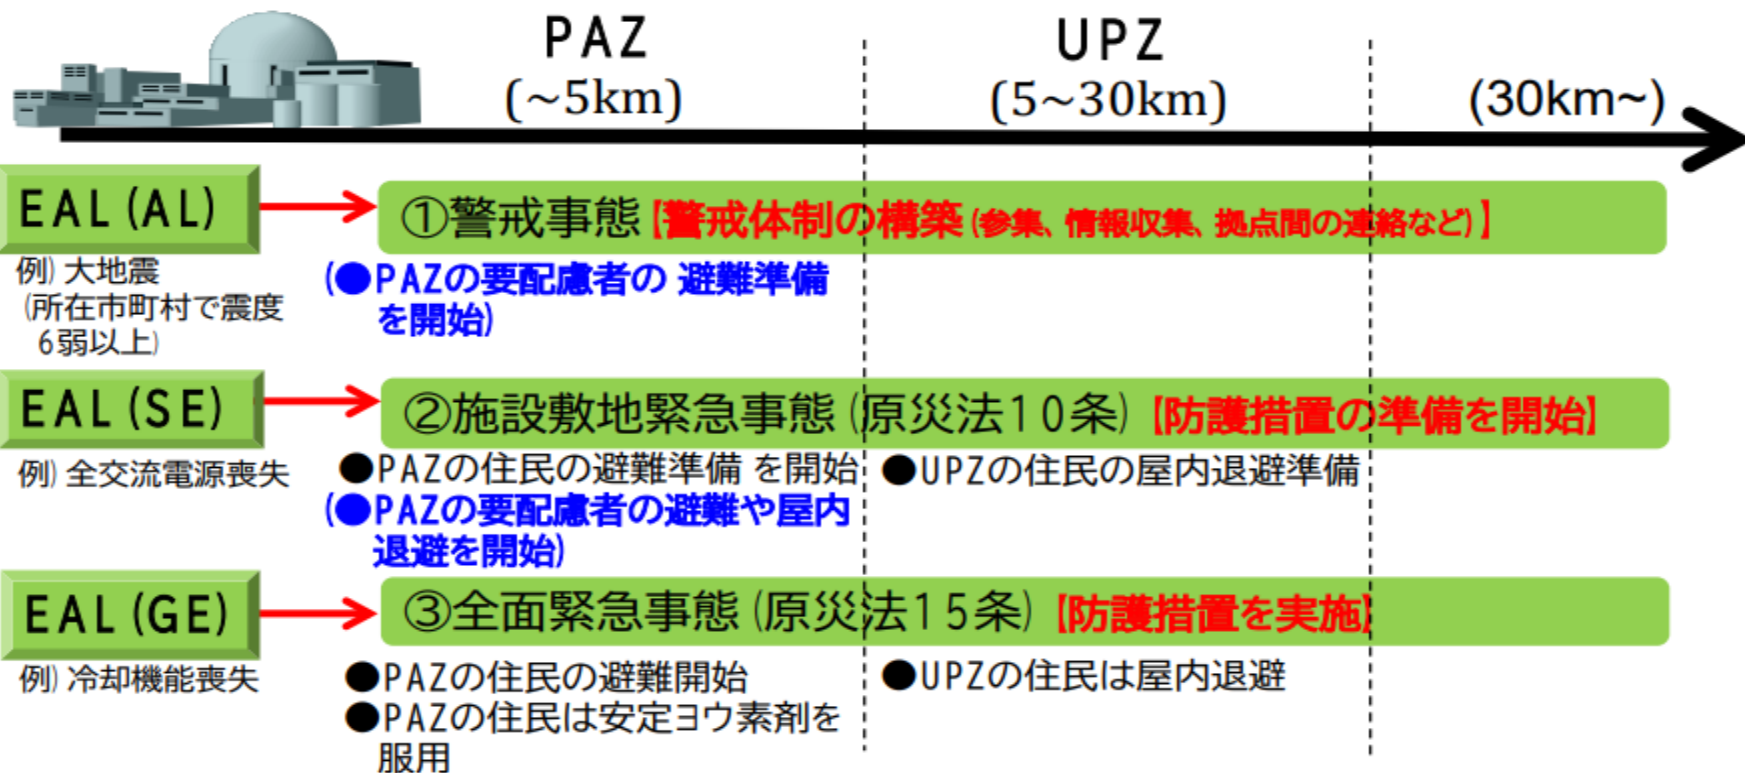 PAZ
(~5km)
UPZ
(5~30km)
(30km~)
EAL(AL)
①警戒事態【警戒体制の構築(参集、情報収集、拠点間の連絡など)】
例) 大地震
(所在市町村で震度
6弱以上)
(●PAZの要配慮者の 避難準備
を開始)
EAL(SE)
②施設敷地緊急事態(原災法10条)【防護措置の準備を開始】
例) 全交流電源喪失
●PAZの住民の避難準備 を開始
(●PAZの要配慮者の避難や屋内
退避を開始)
●UPZの住民の屋内退避準備
EAL(GE)
③全面緊急事態(原災法15条)【防護措置を実施】
例) 冷却機能喪失
●PAZの住民の避難開始
●PAZの住民は安定ヨウ素剤を
服用
●UPZの住民は屋内退避